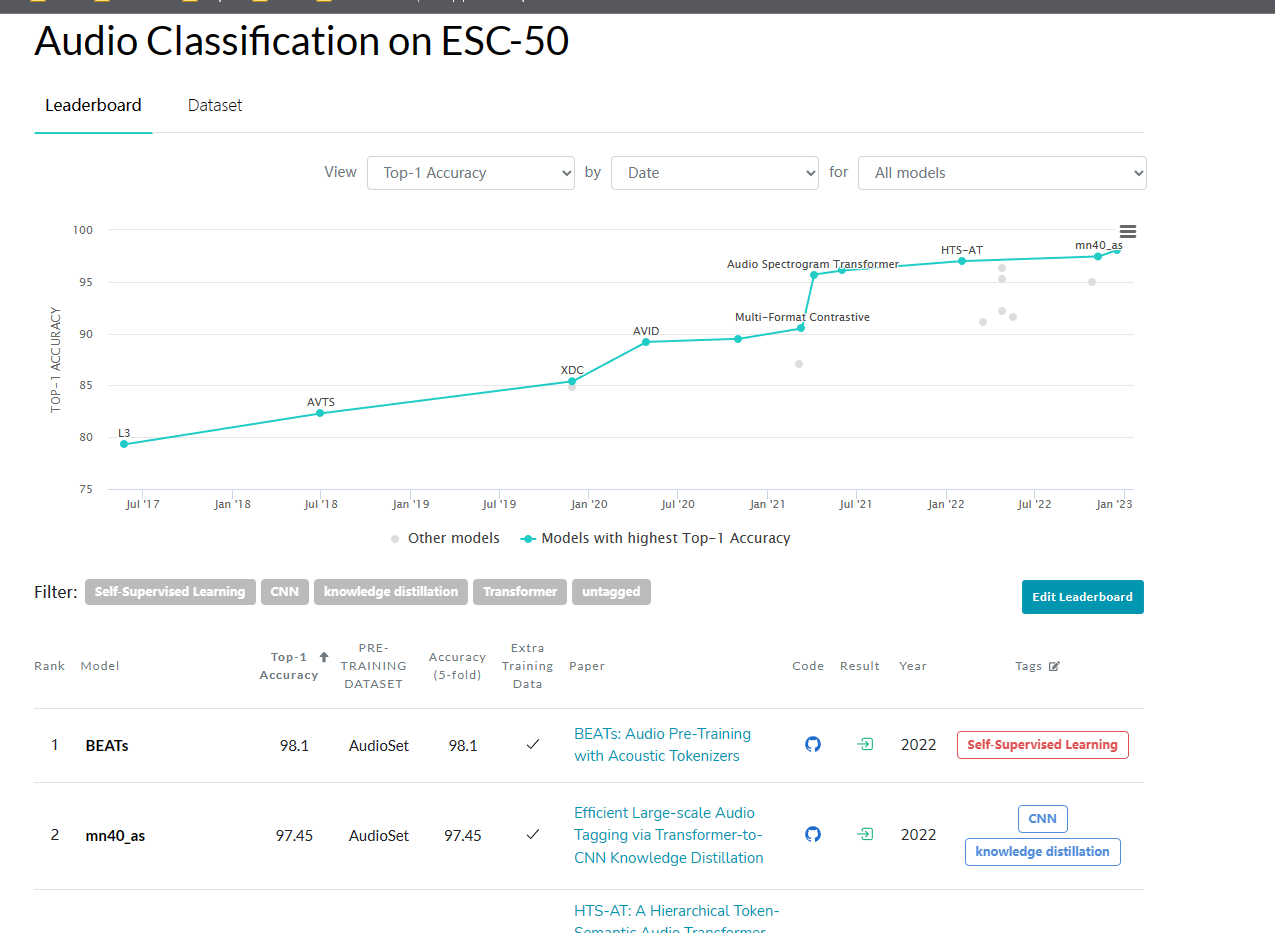 Audio Classification on ESC-50
Leaderboard Dataset
View Top-1 Accuracy by Date for All models
100
95
90
85
80
75
TOP-1 ACCURACY
L3
AVTS
XDC
AVID
Multi-Format Contrastive
Audio Spectrogram Transformer
HTS-AT
mn40_as
Jul '17 Jan '18 Jul '18 Jan '19 Jul '19 Jan '20 Jul '20 Jan '21 Jul '21 Jan '22 Jul '22 Jan '23
Other models Models with highest Top-1 Accuracy
Filter: Self-Supervised Learning CNN knowledge distillation Transformer untagged
Edit Leaderboard
Rank Model
Top-1
Accuracy
PRE-
TRAINING
DATASET
Accuracy
(5-fold)
Extra
Training
Data
Paper Code Result Year Tags
1 BEATs 98.1 AudioSet 98.1 ✓
BEATs: Audio Pre-Training
with Acoustic Tokenizers
2022 Self-Supervised Learning
2 mn40_as 97.45 AudioSet 97.45 ✓
Efficient Large-scale Audio
Tagging via Transformer-to-
CNN Knowledge Distillation
2022 CNN
knowledge distillation
HTS-AT: A Hierarchical Token-
Semantic Audio Transformer